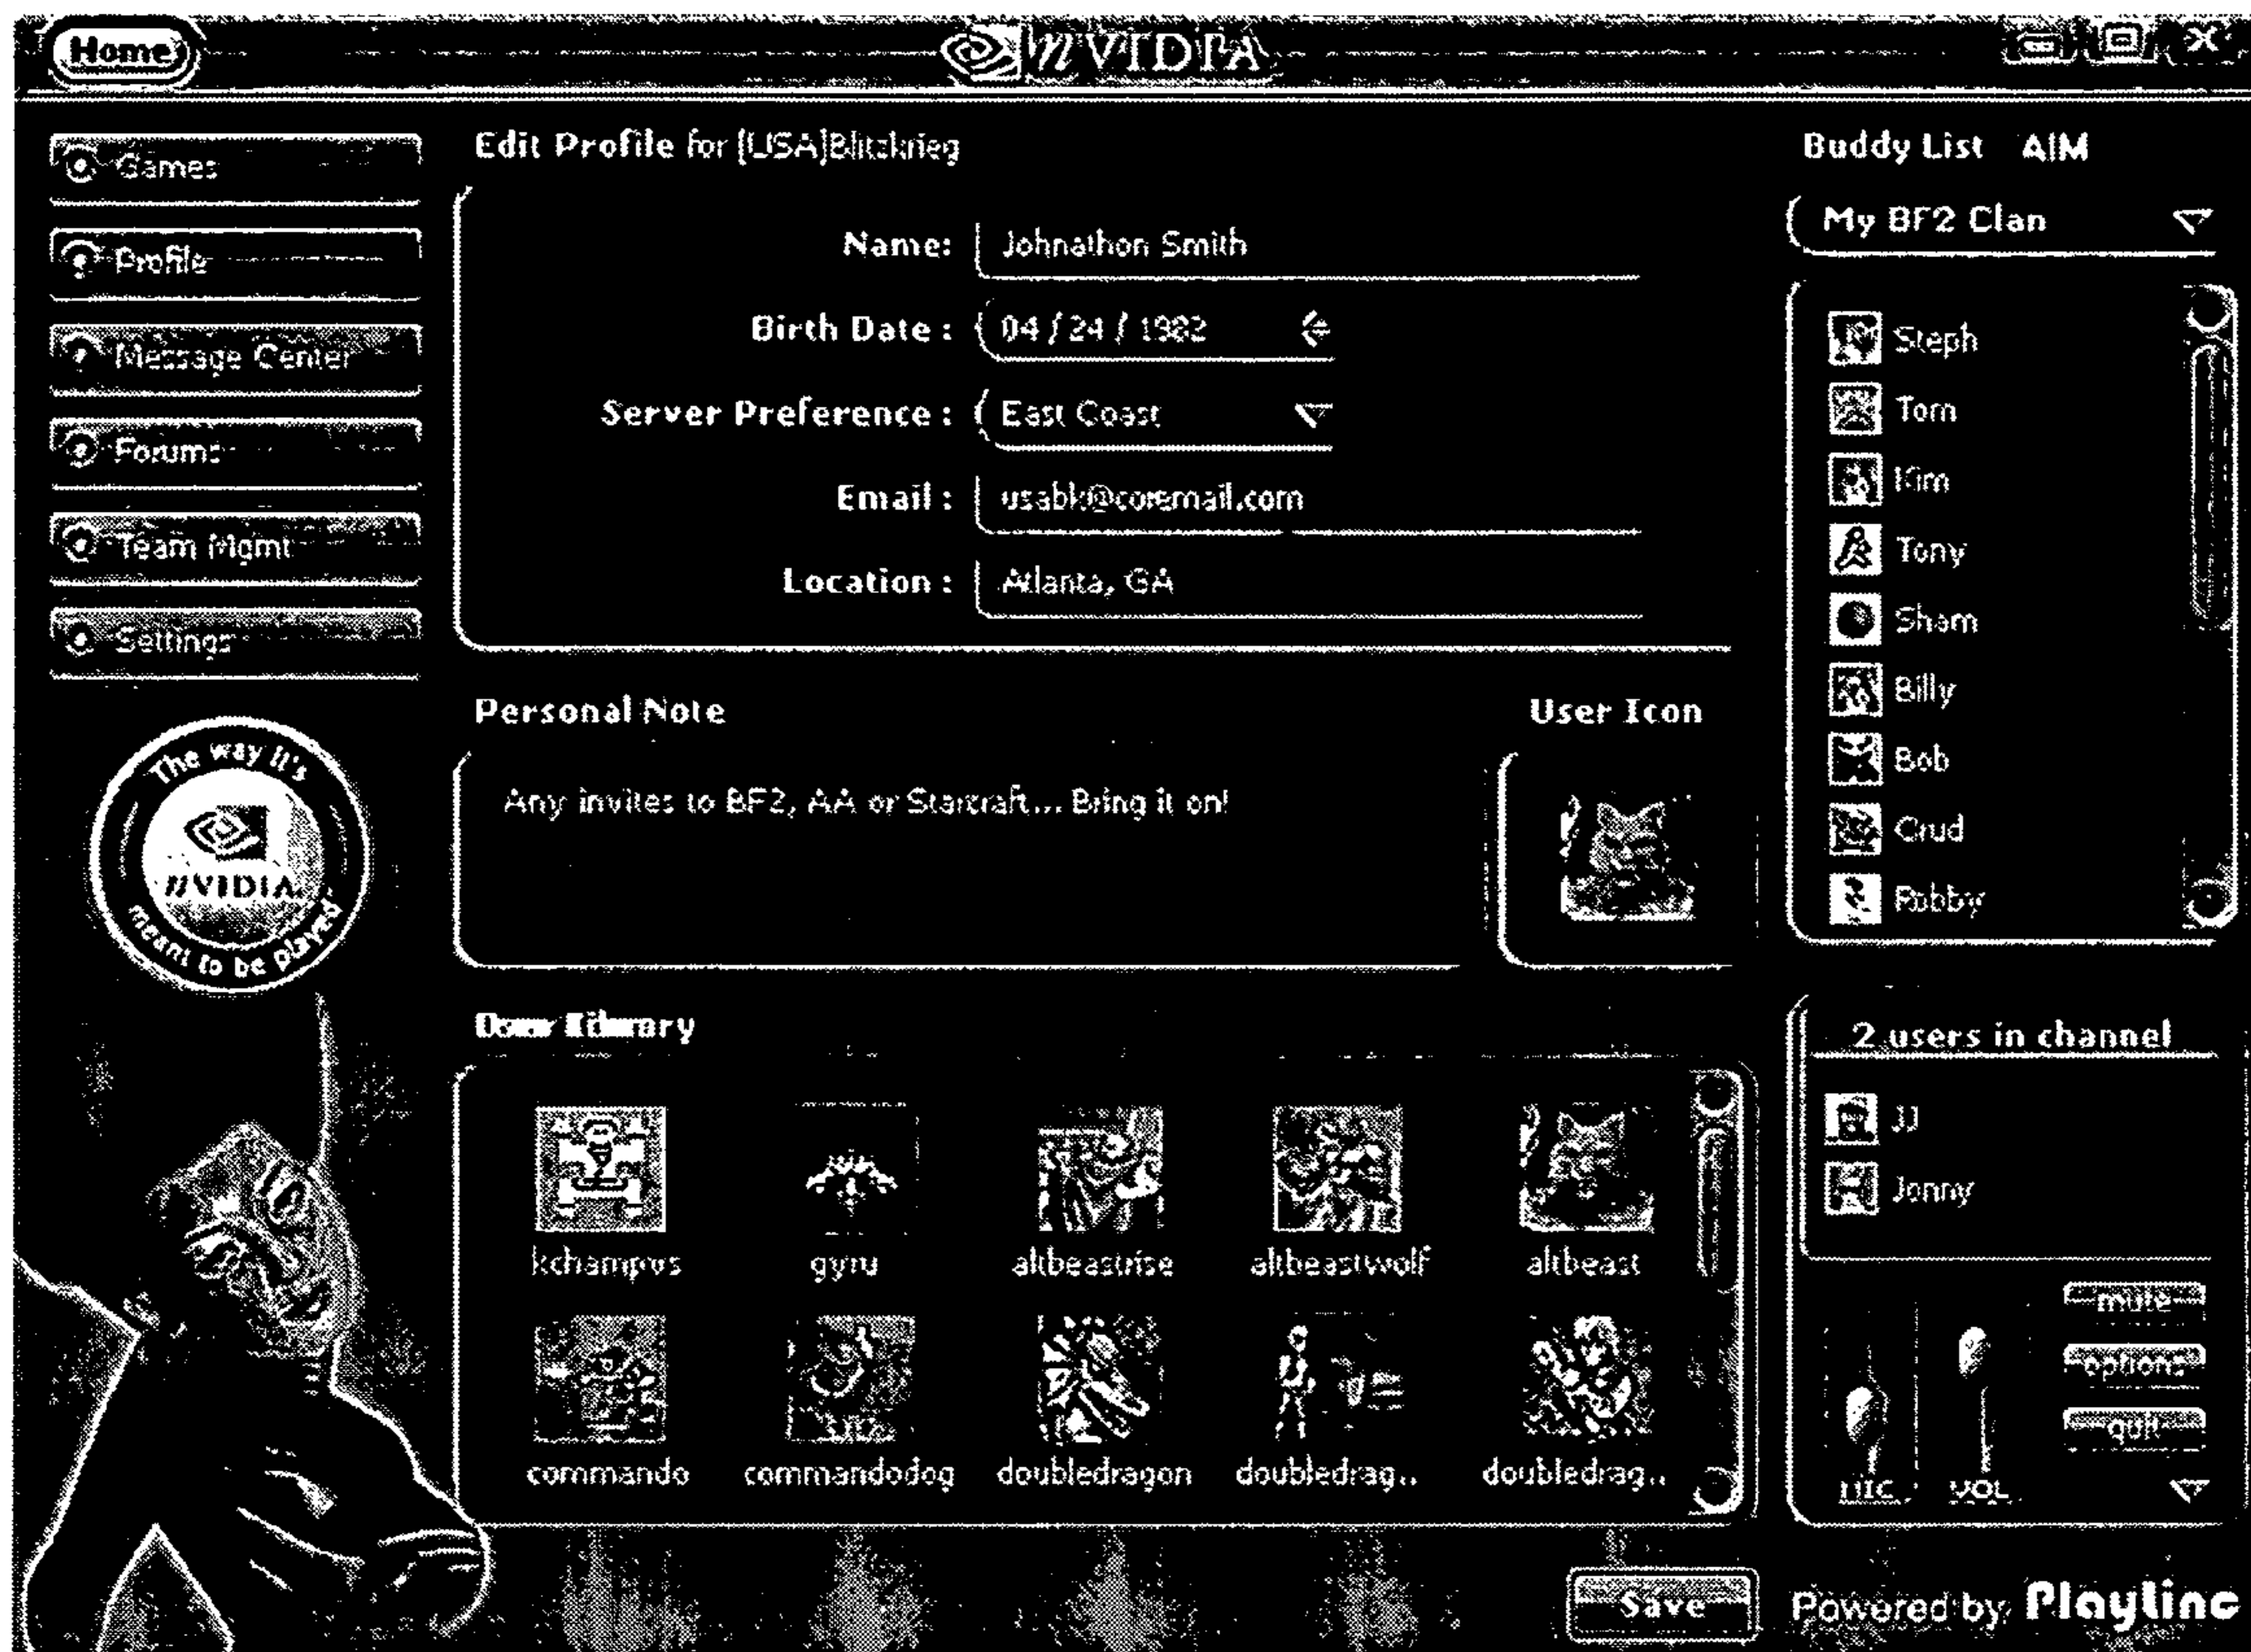 Home
nVIDIA
Games
Profile
Message Center
Forums
Team Mgmt
Settings
The way it's
nVIDIA
meant to be played
Edit Profile for [USA]Blitzkrieg
Name: Johnathon Smith
Birth Date : 04 / 24 / 1982
Server Preference : East Coast
Email : @coremail.com
Location : Atlanta, GA
Personal Note
Any invites to BF2, AA or Starcraft... Bring it on!
User Icon
kchampvs gyru altbeastrise altbeastwolf altbeast
commando commandodog doubledragon doubledrag.. doubledrag..
Buddy List AIM
My BF2 Clan
Steph
Tom
Kim
Tony
Sham
Billy
Bob
Crud
Robby
2 users in channel
JJ
Jonny
mute
options
quit
MIC VOL
Save
Powered by Playlinc